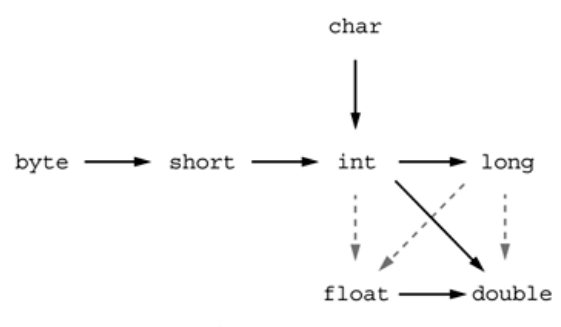 char
byte short int long
float double